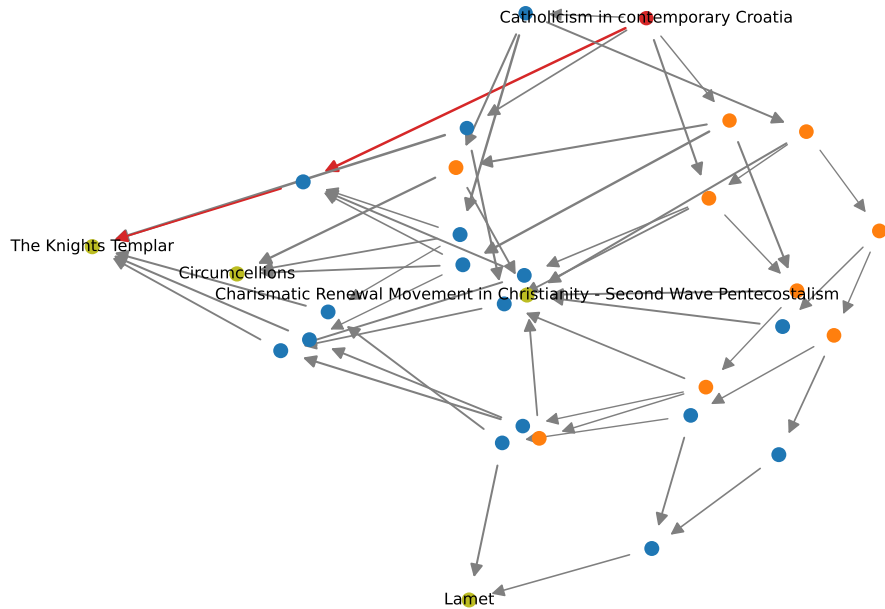 Catholicism in contemporary Croatia
The Knights Templar
Circumcellions
Charismatic Renewal Movement in Christianity - Second Wave Pentecostalism
Lamet